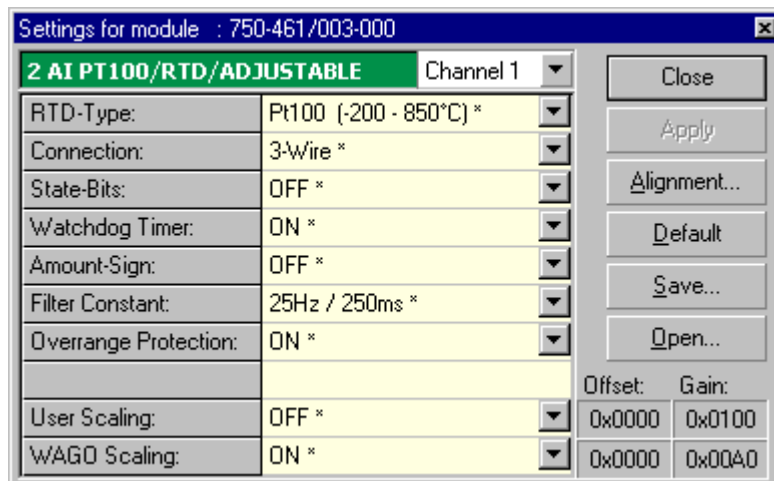 Settings for module : 750-461/003-000
2 AI PT100/RTD/ADJUSTABLE Channel 1
Close
RTD-Type: Pt100 (-200 - 850°C) *
Apply
Connection: 3-Wire *
State-Bits: OFF *
Alignment...
Watchdog Timer: ON *
Default
Amount-Sign: OFF *
Save...
Filter Constant: 25Hz / 250ms *
Overrange Protection: ON *
Open...
Offset: Gain:
User Scaling: OFF * 0x0000 0x0100
WAGO Scaling: ON * 0x0000 0x00A0